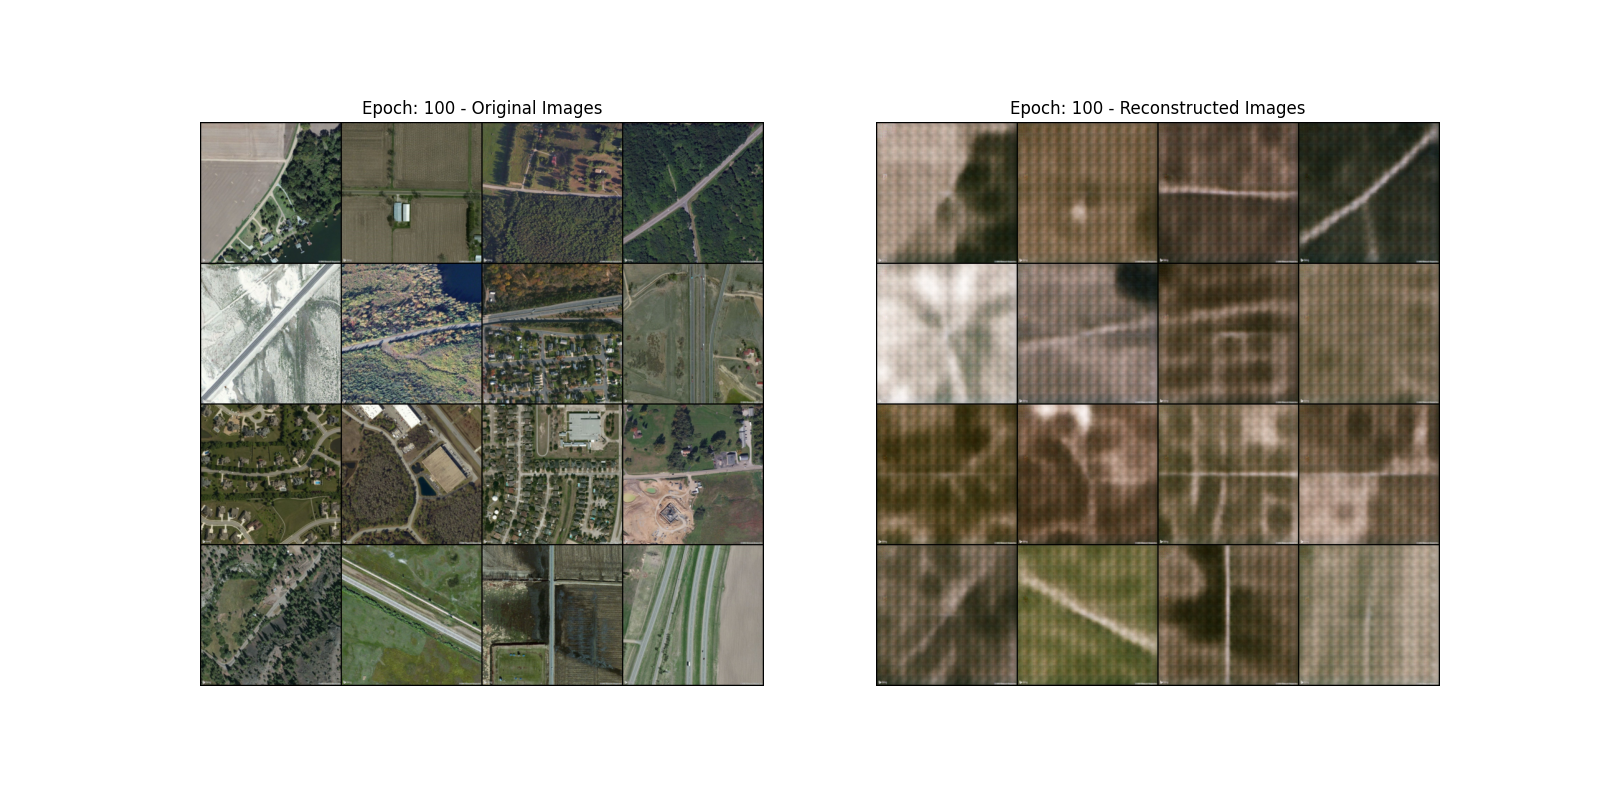 Epoch: 100 - Original Images
Epoch: 100 - Reconstructed Images